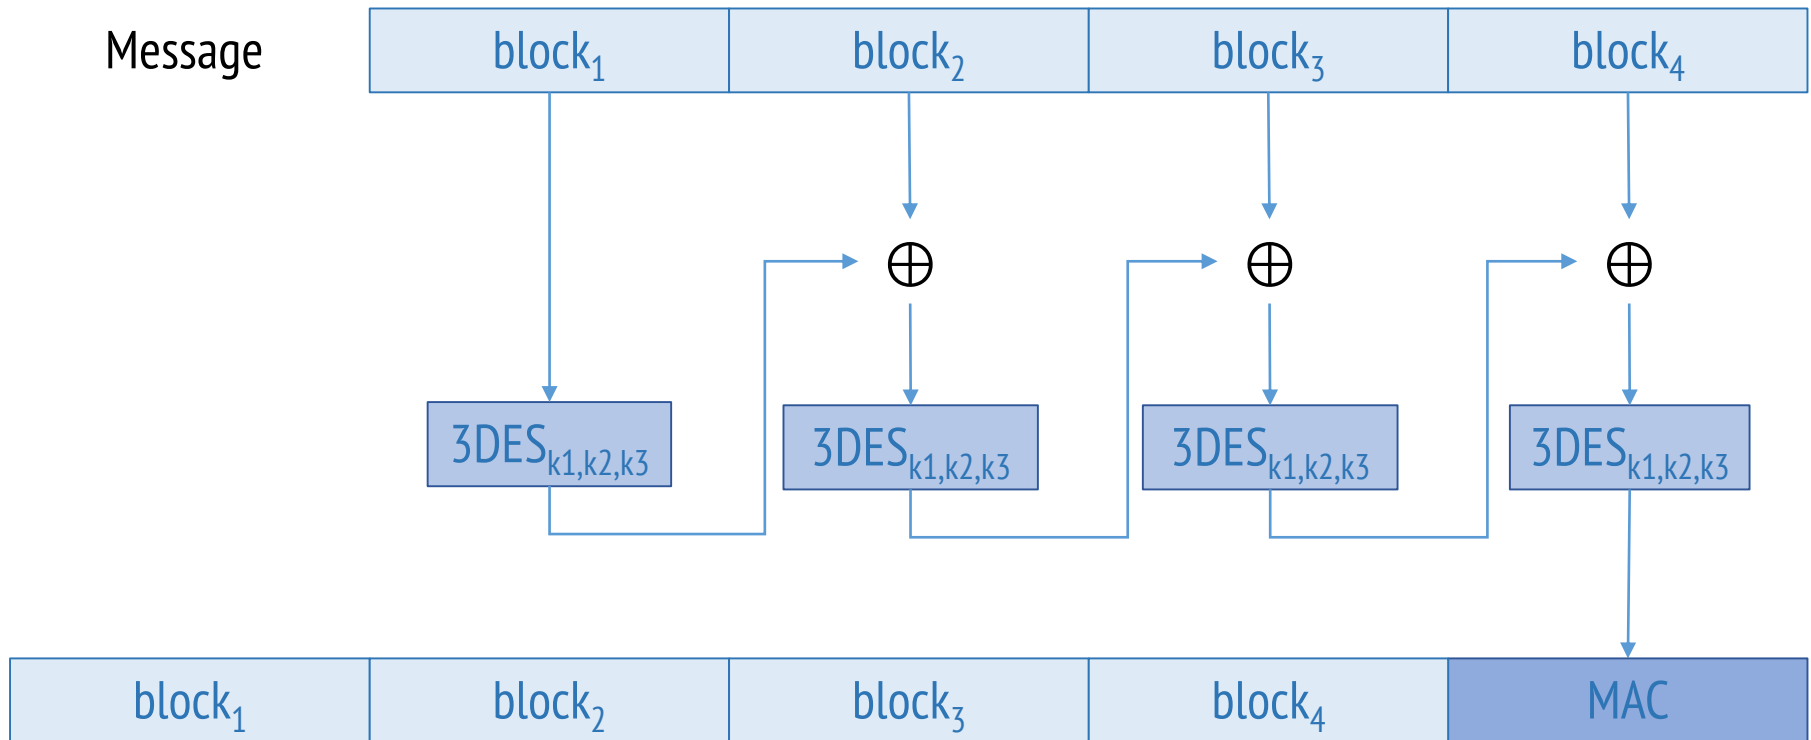 Message block₁ block₂ block₃ block₄
⊕ ⊕ ⊕
3DESₖ₁,ₖ₂,ₖ₃ 3DESₖ₁,ₖ₂,ₖ₃ 3DESₖ₁,ₖ₂,ₖ₃ 3DESₖ₁,ₖ₂,ₖ₃
block₁ block₂ block₃ block₄ MAC